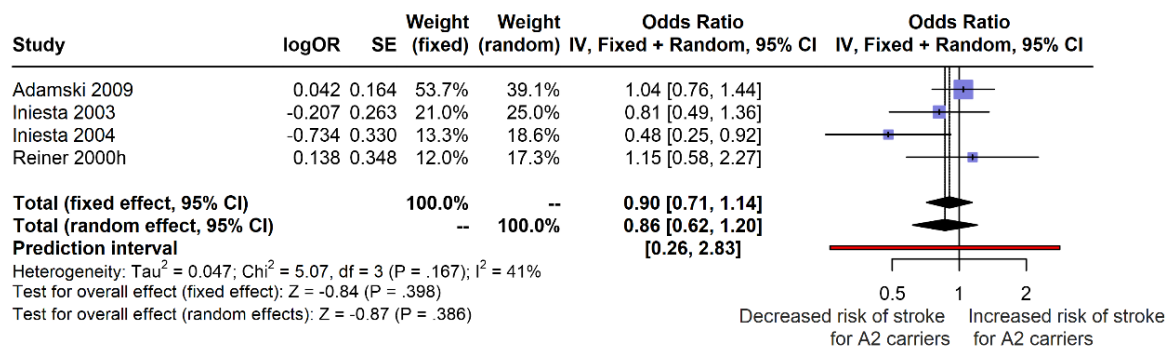 Weight Weight Odds Ratio Odds Ratio
Study logOR SE (fixed) (random) IV, Fixed + Random, 95% CI IV, Fixed + Random, 95% CI
Adamski 2009 0.042 0.164 53.7% 39.1% 1.04 [0.76, 1.44]
Iniesta 2003 -0.207 0.263 21.0% 25.0% 0.81 [0.49, 1.36]
Iniesta 2004 -0.734 0.330 13.3% 18.6% 0.48 [0.25, 0.92]
Reiner 2000h 0.138 0.348 12.0% 17.3% 1.15 [0.58, 2.27]
Total (fixed effect, 95% CI) 100.0% -- 0.90 [0.71, 1.14]
Total (random effect, 95% CI) -- 100.0% 0.86 [0.62, 1.20]
Prediction interval [0.26, 2.83]
Heterogeneity: Tau² = 0.047; Chi² = 5.07, df = 3 (P = .167); I² = 41%
Test for overall effect (fixed effect): Z = -0.84 (P = .398)
Test for overall effect (random effects): Z = -0.87 (P = .386)
0.5 1 2
Decreased risk of stroke Increased risk of stroke
for A2 carriers for A2 carriers